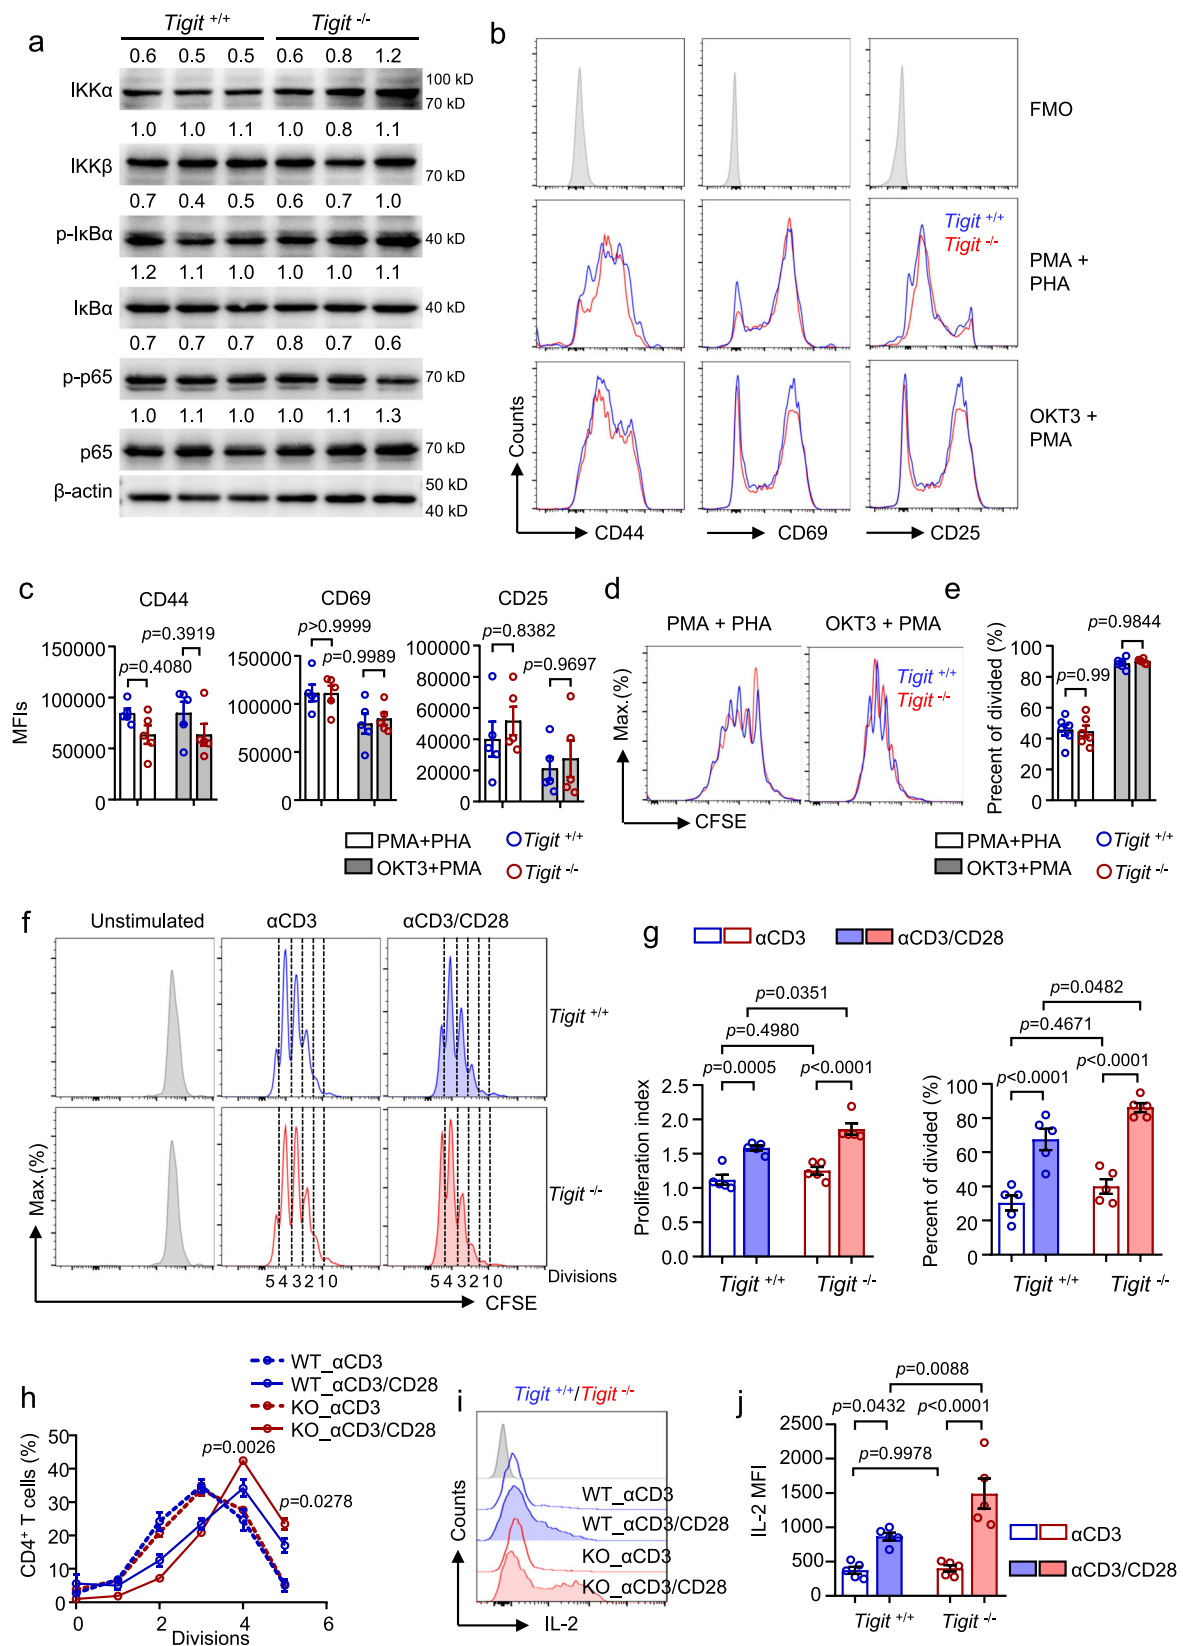 a
Tigit +/+ Tigit -/-
0.6 0.5 0.5 0.6 0.8 1.2
IKKα
100 kD
70 kD
1.0 1.0 1.1 1.0 0.8 1.1
IKKβ
70 kD
0.7 0.4 0.5 0.6 0.7 1.0
p-IκBα 40 kD
1.2 1.1 1.0 1.0 1.0 1.1
IκBα 40 kD
0.7 0.7 0.7 0.8 0.7 0.6
p-p65 70 kD
1.0 1.1 1.0 1.0 1.1 1.3
p65 70 kD
β-actin
50 kD
40 kD
b
FMO
Tigit +/+
Tigit -/-
PMA +
PHA
OKT3 +
PMA
Counts
CD44 CD69 CD25
c
CD44 CD69 CD25
p=0.4080 p=0.3919
p>0.9999 p=0.9989
p=0.8382 p=0.9697
MFIs
150000
100000
50000
0
200000
150000
100000
50000
0
100000
80000
60000
40000
20000
0
PMA+PHA Tigit +/+
OKT3+PMA Tigit -/-
d
PMA + PHA OKT3 + PMA
Tigit +/+
Tigit -/-
Max.(%)
CFSE
e
p=0.9844
p=0.99
Precent of divided (%)
100
80
60
40
20
0
PMA+PHA Tigit +/+
OKT3+PMA Tigit -/-
f
Unstimulated αCD3 αCD3/CD28
Tigit +/+
Tigit -/-
Max.(%)
5 4 3 2 1 0 5 4 3 2 1 0 Divisions
CFSE
g
αCD3 αCD3/CD28
p=0.0351
p=0.4980
p=0.0005 p<0.0001
Proliferation index
2.5
2.0
1.5
1.0
0.5
0.0
Tigit +/+ Tigit -/-
p=0.0482
p=0.4671
p<0.0001 p<0.0001
Percent of divided (%)
100
80
60
40
20
0
Tigit +/+ Tigit -/-
h
WT_αCD3
WT_αCD3/CD28
KO_αCD3
KO_αCD3/CD28
p=0.0026
p=0.0278
CD4+ T cells (%)
50
40
30
20
10
0
0 2 4 6
Divisions
i
Tigit +/+/Tigit -/-
WT_αCD3
WT_αCD3/CD28
KO_αCD3
KO_αCD3/CD28
Counts
IL-2
j
p=0.0088
p=0.0432 p<0.0001
p=0.9978
IL-2 MFI
2500
2000
1500
1000
500
0
Tigit +/+ Tigit -/-
αCD3
αCD3/CD28